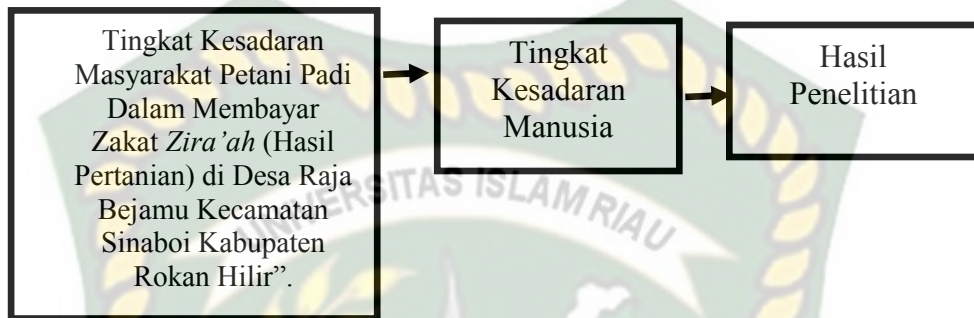 Tingkat Kesadaran
Masyarakat Petani Padi
Dalam Membayar
Zakat Zira’ah (Hasil
Pertanian) di Desa Raja
Bejamu Kecamatan
Sinaboi Kabupaten
Rokan Hilir”.
Tingkat
Kesadaran
Manusia
Hasil
Penelitian
UNIVERSITAS ISLAM RIAU